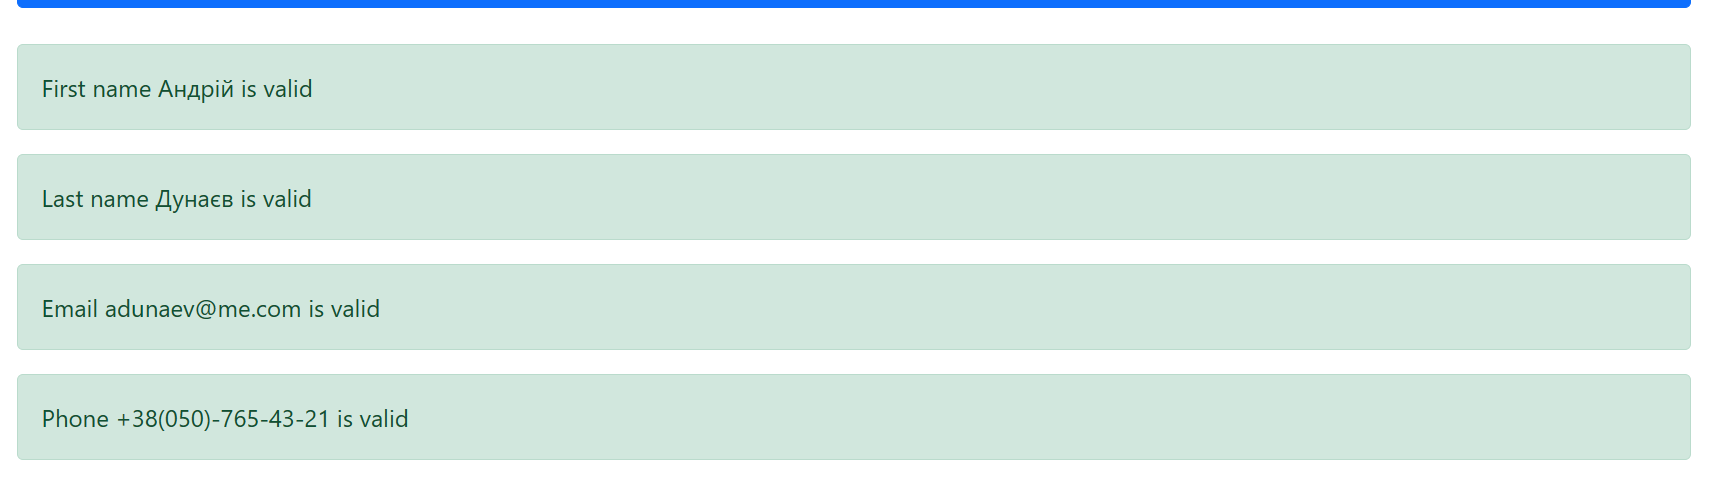 First name Андрій is valid
Last name Дунаєв is valid
Email adunaev@me.com is valid
Phone +38(050)-765-43-21 is valid